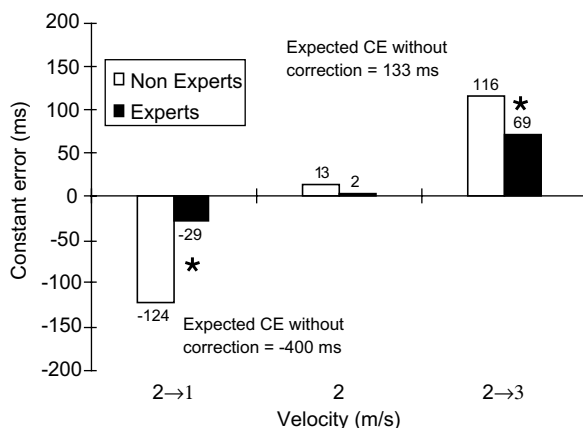 200
150
100
50
0
-50
-100
-150
-200
Constant error (ms)
Non Experts
Experts
Expected CE without
correction = 133 ms
116
*
69
13
2
-29
*
-124
Expected CE without
correction = -400 ms
2→1
2
2→3
Velocity (m/s)